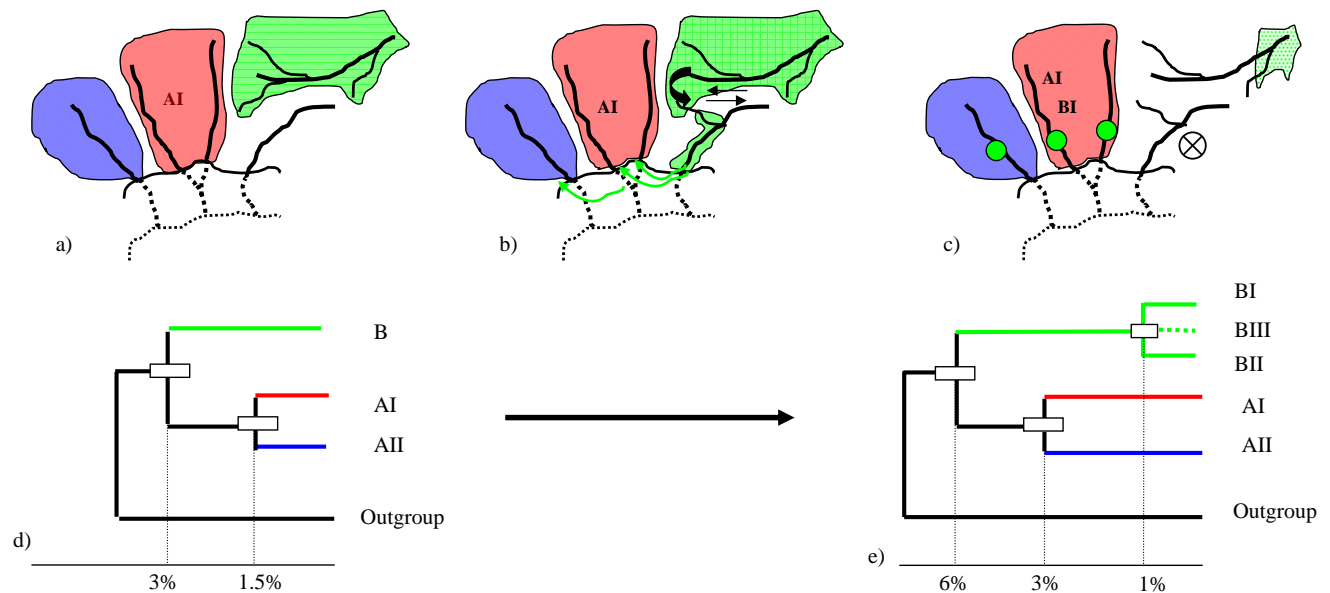 AI
AI
AI
BI
a)
b)
c)
B
AI
AII
Outgroup
d)
3%
1.5%
BI
BIII
BII
AI
AII
Outgroup
e)
6%
3%
1%